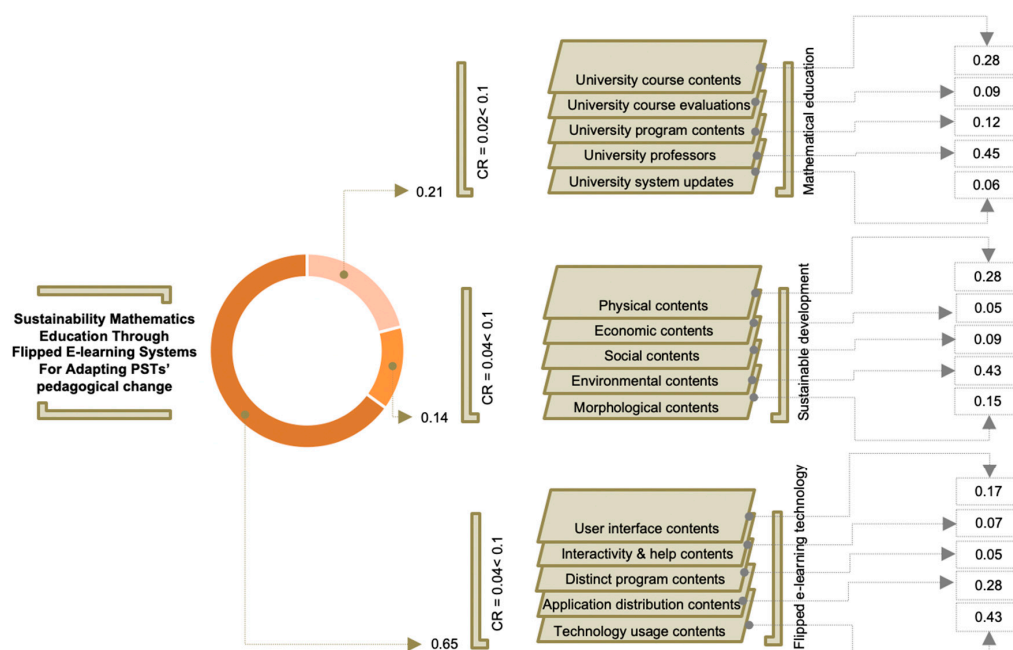 Sustainability Mathematics
Education Through
Flipped E-learning Systems
For Adapting PSTs'
pedagogical change
0.21
0.14
0.65
CR = 0.02< 0.1
University course contents
University course evaluations
University program contents
University professors
University system updates
Mathematical education
0.28
0.09
0.12
0.45
0.06
CR = 0.04< 0.1
Physical contents
Economic contents
Social contents
Environmental contents
Morphological contents
Sustainable development
0.28
0.05
0.09
0.43
0.15
CR = 0.04< 0.1
User interface contents
Interactivity & help contents
Distinct program contents
Application distribution contents
Technology usage contents
Flipped e-learning technology
0.17
0.07
0.05
0.28
0.43